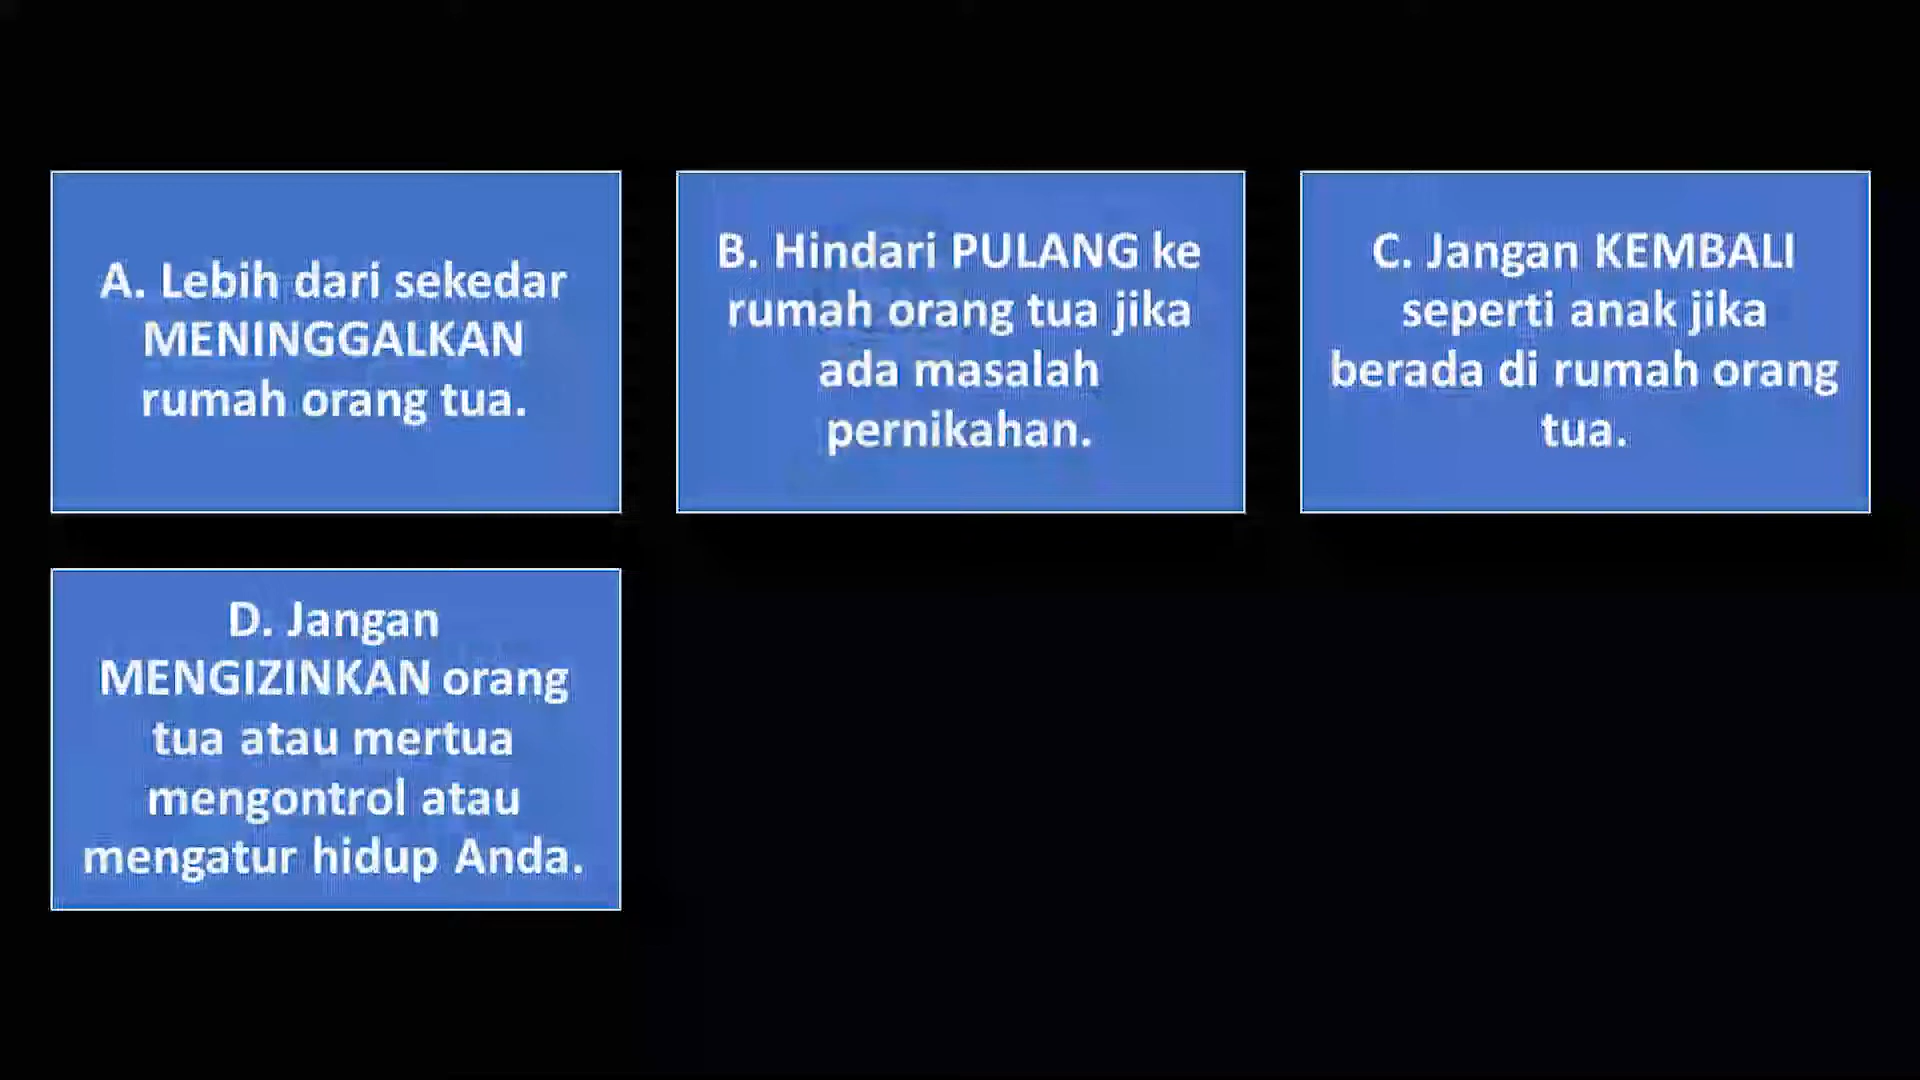 A. Lebih dari sekedar
MENINGGALKAN
rumah orang tua.
B. Hindari PULANG ke
rumah orang tua jika
ada masalah
pernikahan.
C. Jangan KEMBALI
seperti anak jika
berada di rumah orang
tua.
D. Jangan
MENGIZINKAN orang
tua atau mertua
mengontrol atau
mengatur hidup Anda.